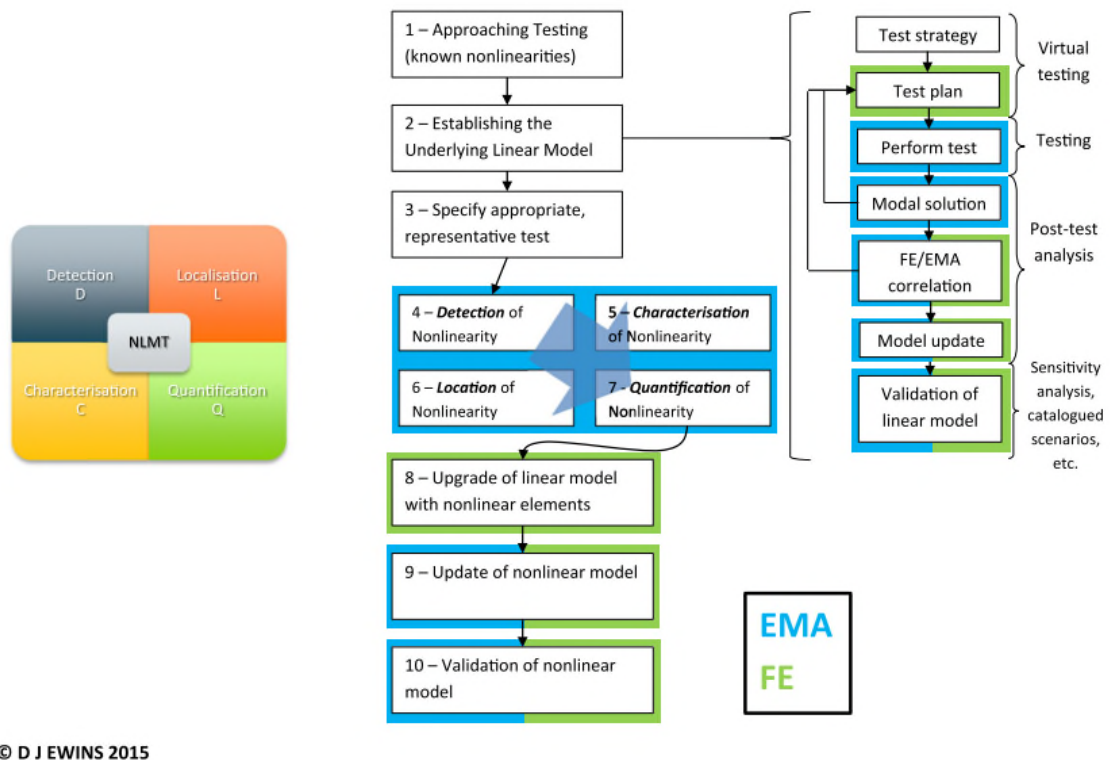 1 – Approaching Testing
(known nonlinearities)
2 – Establishing the
Underlying Linear Model
3 – Specify appropriate,
representative test
4 – Detection of
Nonlinearity
5 – Characterisation
of Nonlinearity
6 – Location of
Nonlinearity
7 - Quantification of
Nonlinearity
8 – Upgrade of linear model
with nonlinear elements
9 – Update of nonlinear model
10 – Validation of nonlinear
model
Test strategy
Test plan
Perform test
Modal solution
FE/EMA
correlation
Model update
Validation of
linear model
Virtual
testing
Testing
Post-test
analysis
Sensitivity
analysis,
catalogued
scenarios,
etc.
Detection
D
Localisation
L
NLMT
Characterisation
C
Quantification
Q
EMA
FE
© D J EWINS 2015